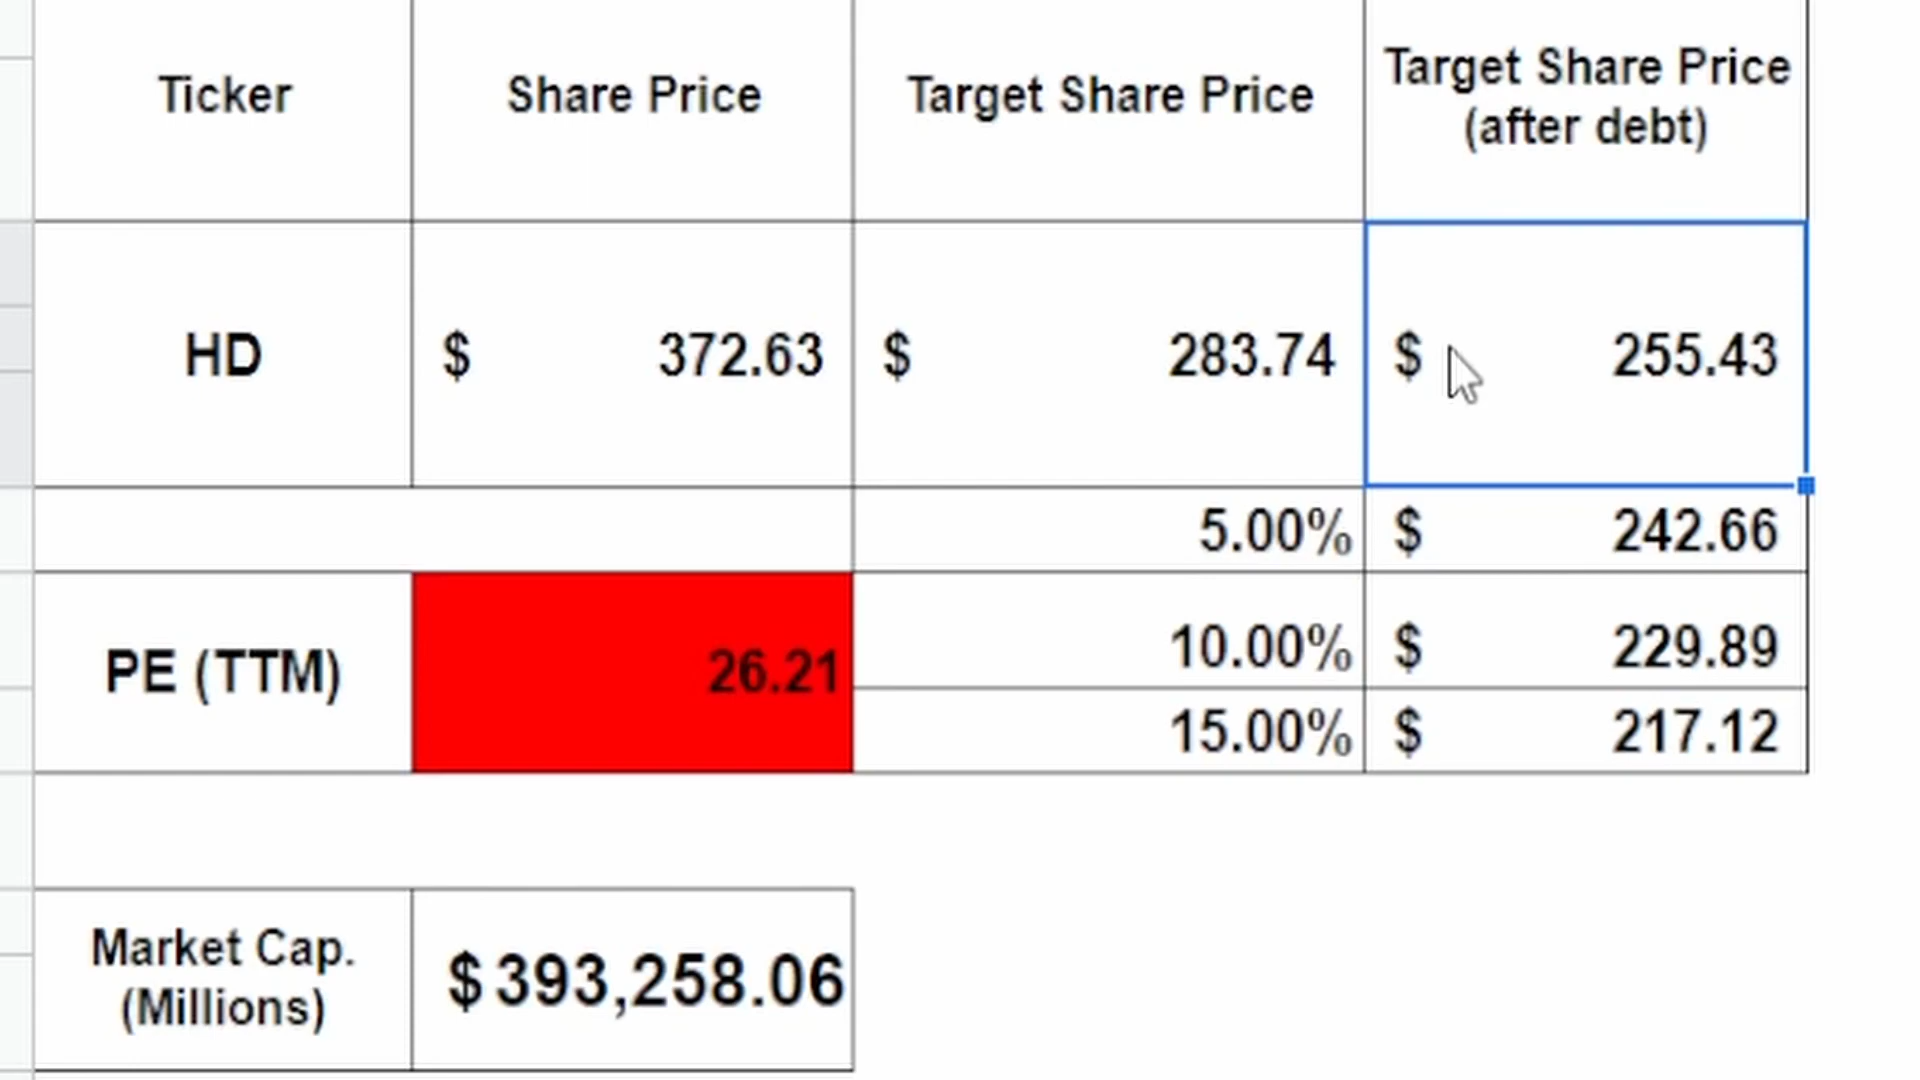 Ticker
Share Price
Target Share Price
Target Share Price
(after debt)
HD
$ 372.63
$ 283.74
$ 255.43
5.00%
$ 242.66
PE (TTM)
26.21
10.00%
$ 229.89
15.00%
$ 217.12
Market Cap.
(Millions)
$393,258.06